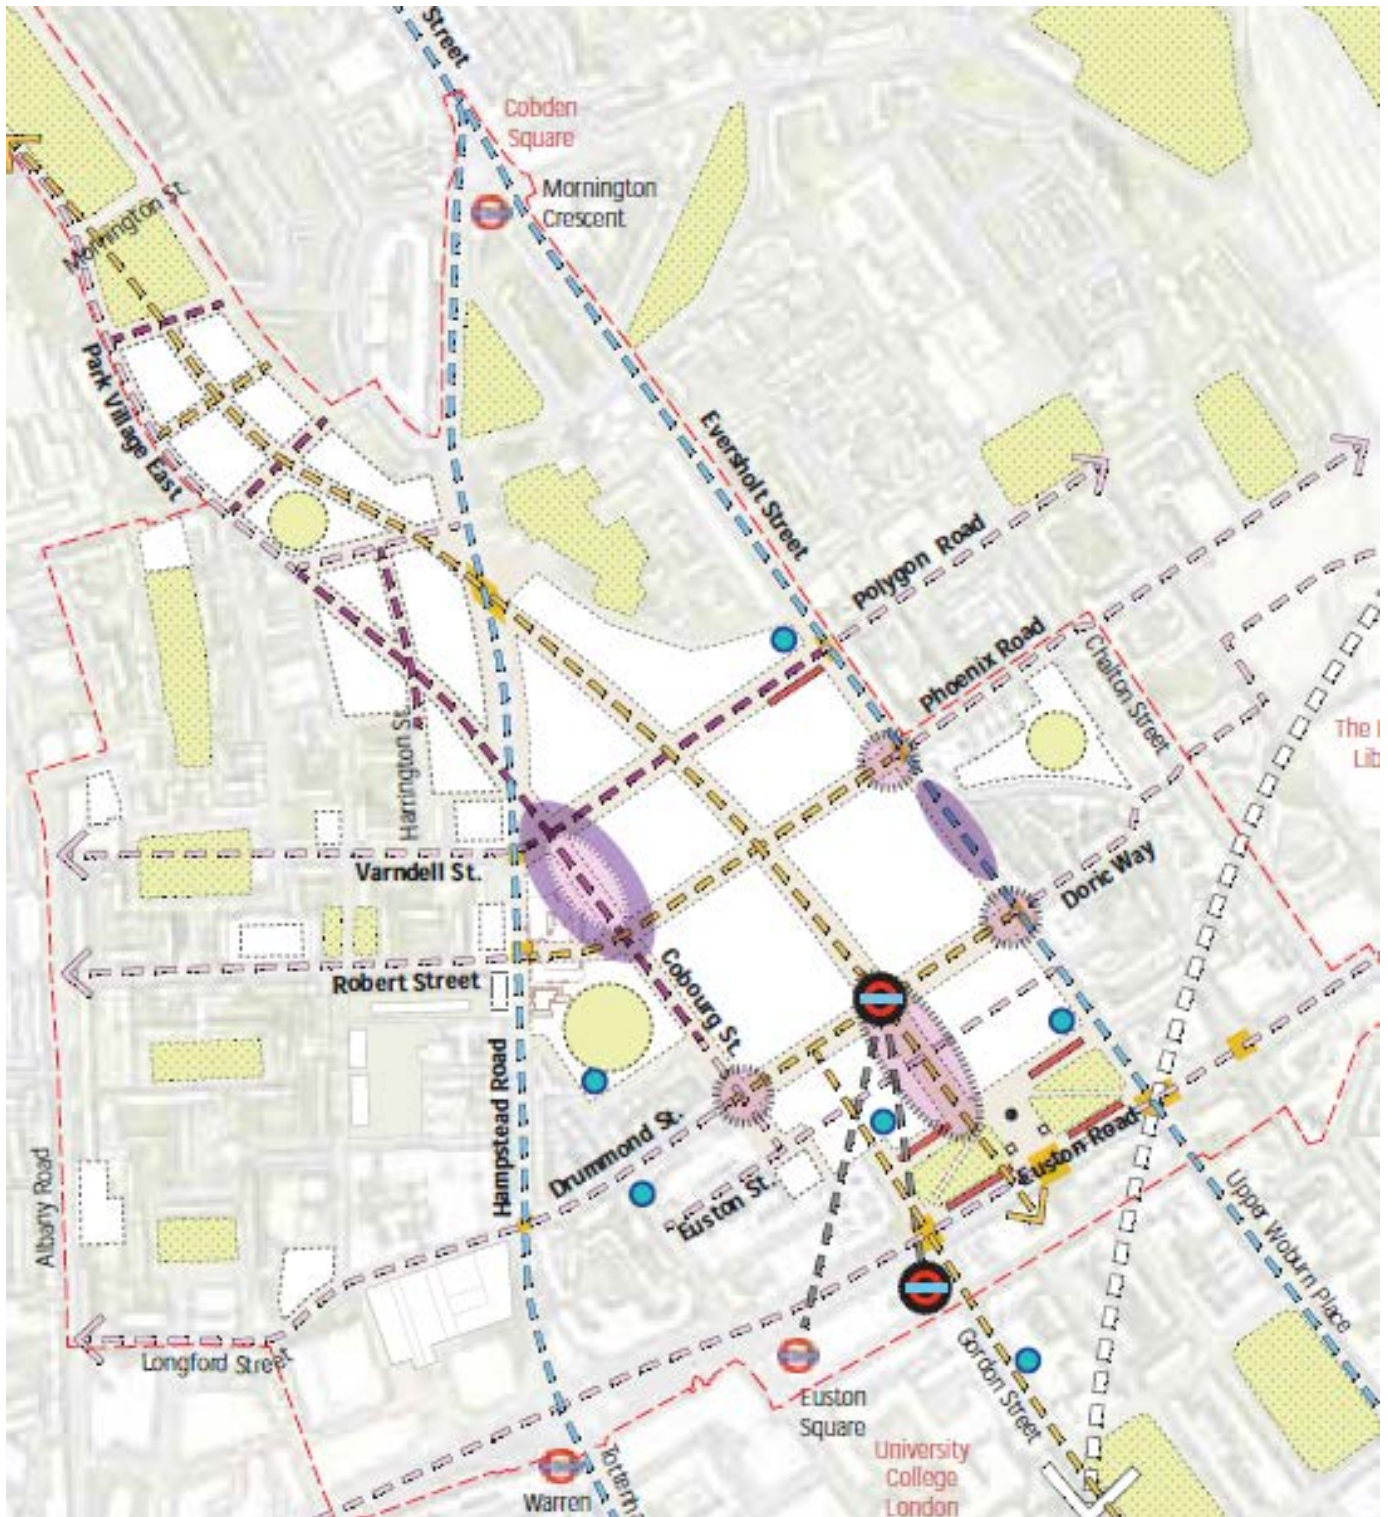 Street
Cobden
Square
Mornington
Crescent
Mornington St.
Park Village East
Eversholt Street
Polygon Road
Phoenix Road
Chalton Street
The
Harrington St.
Varndell St.
Doric Way
Robert Street
Cobourg St.
Hampstead Road
Drummond St.
Euston St.
Euston Road
Albany Road
Upper Woburn Place
Longford Street
Gordon Street
Euston
Square
University
College
London
Warren